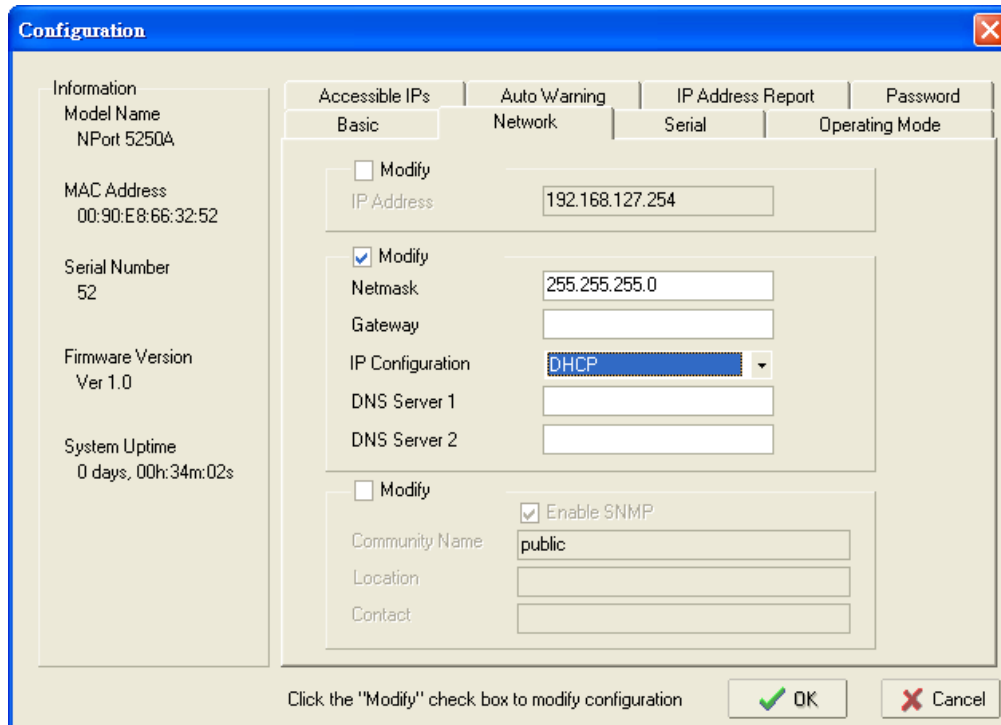 Configuration
Information
Model Name
NPort 5250A
MAC Address
00:90:E8:66:32:52
Serial Number
52
Firmware Version
Ver 1.0
System Uptime
0 days, 00h:34m:02s
Accessible IPs Auto Warning IP Address Report Password
Basic Network Serial Operating Mode
Modify
IP Address 192.168.127.254
Modify
Netmask 255.255.255.0
Gateway
IP Configuration DHCP
DNS Server 1
DNS Server 2
Modify
Enable SNMP
Community Name public
Location
Contact
Click the "Modify" check box to modify configuration OK Cancel